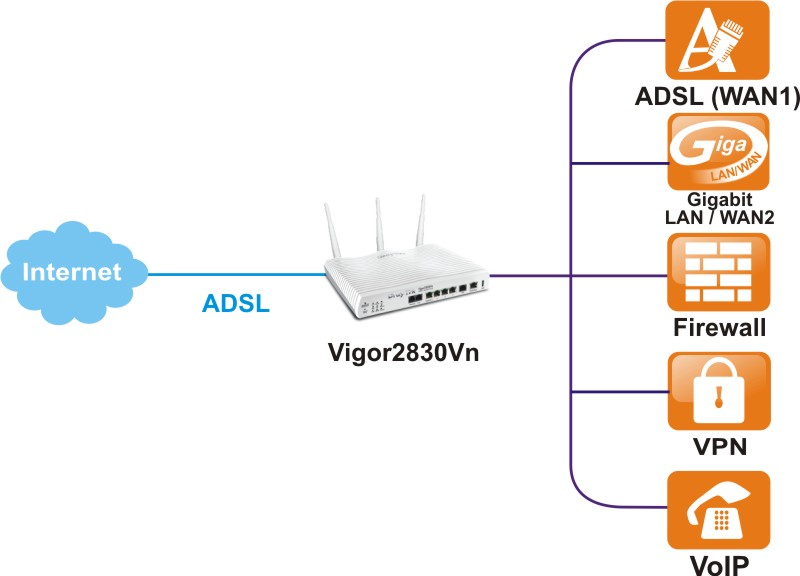 ADSL (WAN1)
Giga
LAN/WAN
Gigabit
LAN / WAN2
Internet
ADSL
Firewall
Vigor2830Vn
VPN
VoIP